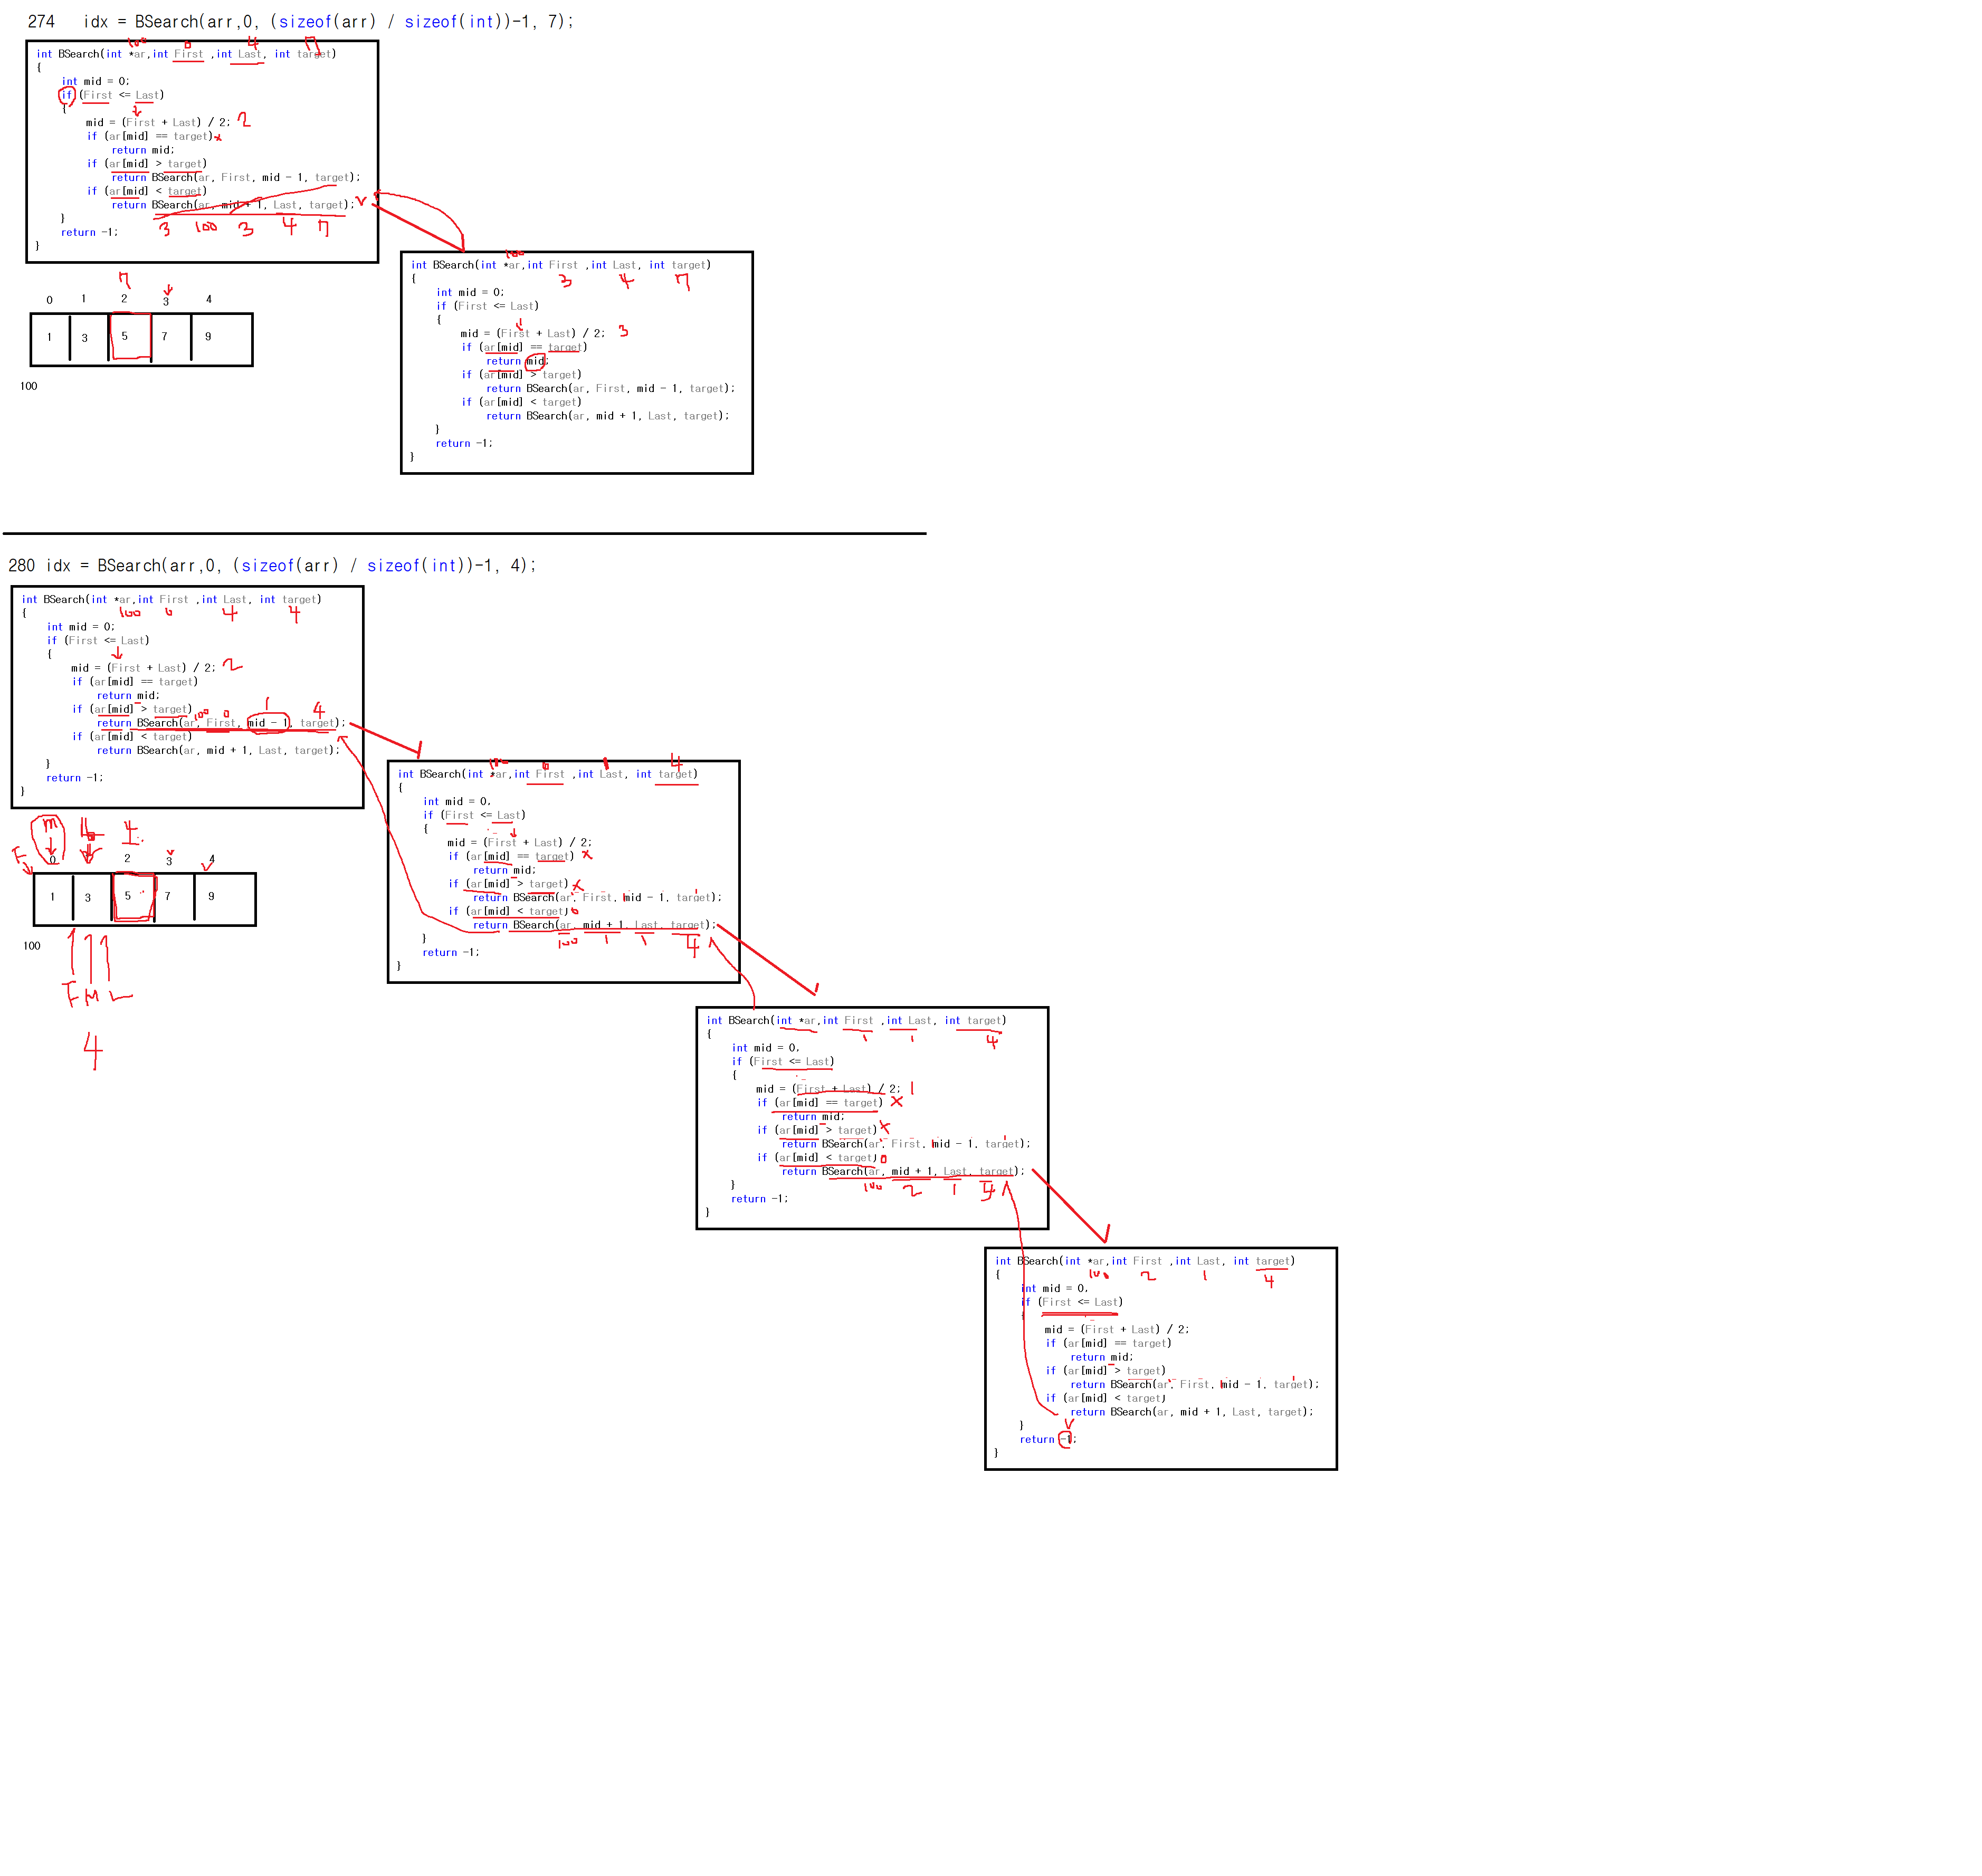 274 idx = BSearch(arr,0, (sizeof(arr) / sizeof(int))-1, 7);
100 0 4 7
int BSearch(int *ar,int First ,int Last, int target)
{
int mid = 0;
if (First <= Last)
{
mid = (First + Last) / 2; 2
if (ar[mid] == target) x
return mid;
if (ar[mid] > target)
return BSearch(ar, First, mid - 1, target);
if (ar[mid] < target)
return BSearch(ar, mid + 1, Last, target);
}
3 100 3 4 7
return -1;
}
7
0 1 2 3 4
1 3 5 7 9
100
100
int BSearch(int *ar,int First ,int Last, int target)
{
3 4 7
int mid = 0;
if (First <= Last)
{
mid = (First + Last) / 2; 3
if (ar[mid] == target)
return mid;
if (ar[mid] > target)
return BSearch(ar, First, mid - 1, target);
if (ar[mid] < target)
return BSearch(ar, mid + 1, Last, target);
}
return -1;
}
280 idx = BSearch(arr,0, (sizeof(arr) / sizeof(int))-1, 4);
int BSearch(int *ar,int First ,int Last, int target)
{
100 0 4 4
int mid = 0;
if (First <= Last)
{
mid = (First + Last) / 2; 2
if (ar[mid] == target)
return mid;
1 4
if (ar[mid] > target)
100 0
return BSearch(ar, First, mid - 1, target);
if (ar[mid] < target)
return BSearch(ar, mid + 1, Last, target);
}
return -1;
}
m
F
0 2 3 4
1 3 5 7 9
100
F M L
4
0 4
int BSearch(int *ar,int First ,int Last, int target)
{
int mid = 0.
if (First <= Last)
{
mid = (First + Last) / 2;
if (ar[mid] == target) x
return mid;
if (ar[mid] > target) x
return BSearch(ar, First, mid - 1, target);
if (ar[mid] < target) o
return BSearch(ar, mid + 1, Last, target);
}
100 1 1 4
return -1;
}
int BSearch(int *ar,int First ,int Last, int target)
{
1 1 4
int mid = 0.
if (First <= Last)
{
mid = (First + Last) / 2; 1
if (ar[mid] == target) x
return mid;
if (ar[mid] > target) x
return BSearch(ar, First, mid - 1, target);
if (ar[mid] < target) o
return BSearch(ar, mid + 1, Last, target);
}
100 2 1 4
return -1;
}
int BSearch(int *ar,int First ,int Last, int target)
{
100 2 1 4
int mid = 0.
if (First <= Last)
{
mid = (First + Last) / 2;
if (ar[mid] == target)
return mid;
if (ar[mid] > target)
return BSearch(ar, First, mid - 1, target);
if (ar[mid] < target)
return BSearch(ar, mid + 1, Last, target);
}
return -1;
}